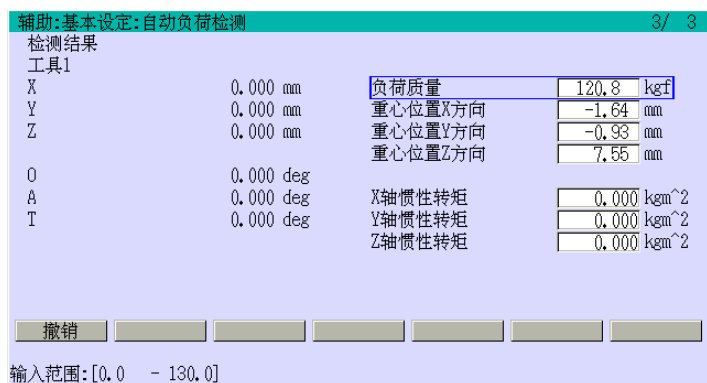 辅助:基本设定:自动负荷检测 3/ 3
检测结果
工具1
X 0.000 mm 负荷质量 120.8 kgf
Y 0.000 mm 重心位置X方向 -1.64 mm
Z 0.000 mm 重心位置Y方向 -0.93 mm
重心位置Z方向 7.55 mm
O 0.000 deg
A 0.000 deg X轴惯性转矩 0.000 kgm^2
T 0.000 deg Y轴惯性转矩 0.000 kgm^2
Z轴惯性转矩 0.000 kgm^2
撤销
输入范围:[0.0 - 130.0]